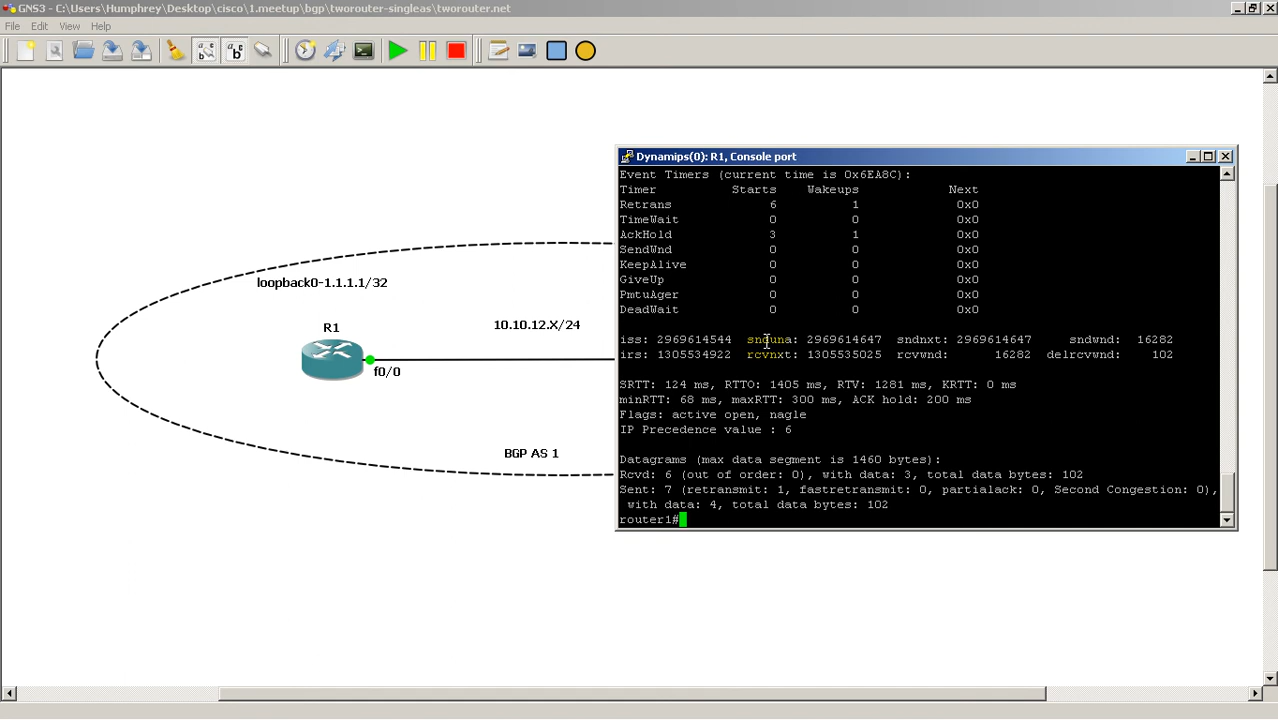 GNS3 - C:\Users\Humphrey\Desktop\cisco\1.meetup\bgp\tworouter-singleas\tworouter.net
File Edit View Help
loopback0-1.1.1.1/32
R1
10.10.12.X/24
f0/0
BGP AS 1
Dynamips(0): R1, Console port
Event Timers (current time is 0x6EA8C):
Timer Starts Wakeups Next
Retrans 6 1 0x0
TimeWait 0 0 0x0
AckHold 3 1 0x0
SendWnd 0 0 0x0
KeepAlive 0 0 0x0
GiveUp 0 0 0x0
PmtuAger 0 0 0x0
DeadWait 0 0 0x0
iss: 2969614544 snduna: 2969614647 sndnxt: 2969614647 sndwnd: 16282
irs: 1305534922 rcvnxt: 1305535025 rcvwnd: 16282 delrcvwnd: 102
SRTT: 124 ms, RTTO: 1405 ms, RTV: 1281 ms, KRTT: 0 ms
minRTT: 68 ms, maxRTT: 300 ms, ACK hold: 200 ms
Flags: active open, nagle
IP Precedence value : 6
Datagrams (max data segment is 1460 bytes):
Rcvd: 6 (out of order: 0), with data: 3, total data bytes: 102
Sent: 7 (retransmit: 1, fastretransmit: 0, partialack: 0, Second Congestion: 0),
with data: 4, total data bytes: 102
router1#